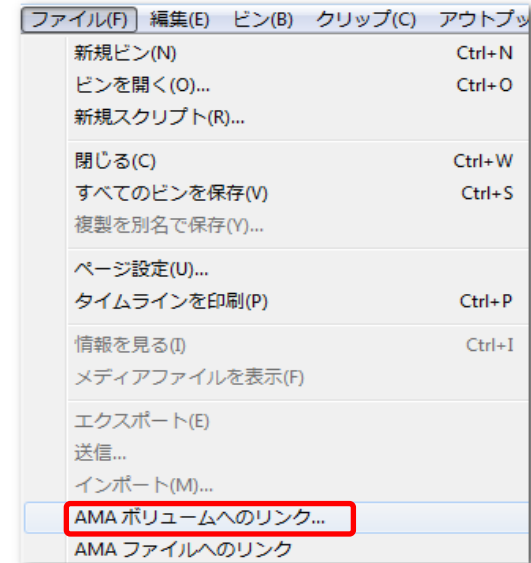 ファイル(F) 編集(E) ビン(B) クリップ(C) アウトプッ
新規ビン(N) Ctrl+N
ビンを開く(O)... Ctrl+O
新規スクリプト(R)...
閉じる(C) Ctrl+W
すべてのビンを保存(V) Ctrl+S
複製を別名で保存(Y)...
ページ設定(U)...
タイムラインを印刷(P) Ctrl+P
情報を見る(I) Ctrl+I
メディアファイルを表示(F)
エクスポート(E)
送信...
インポート(M)...
AMA ボリュームへのリンク...
AMA ファイルへのリンク